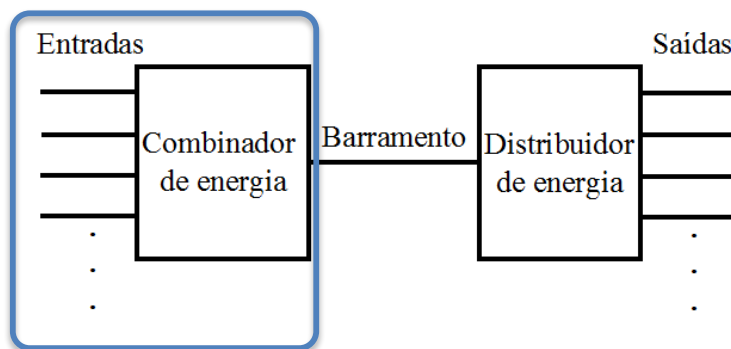 Entradas
Saídas
Combinador
de energia
Barramento
Distribuidor
de energia